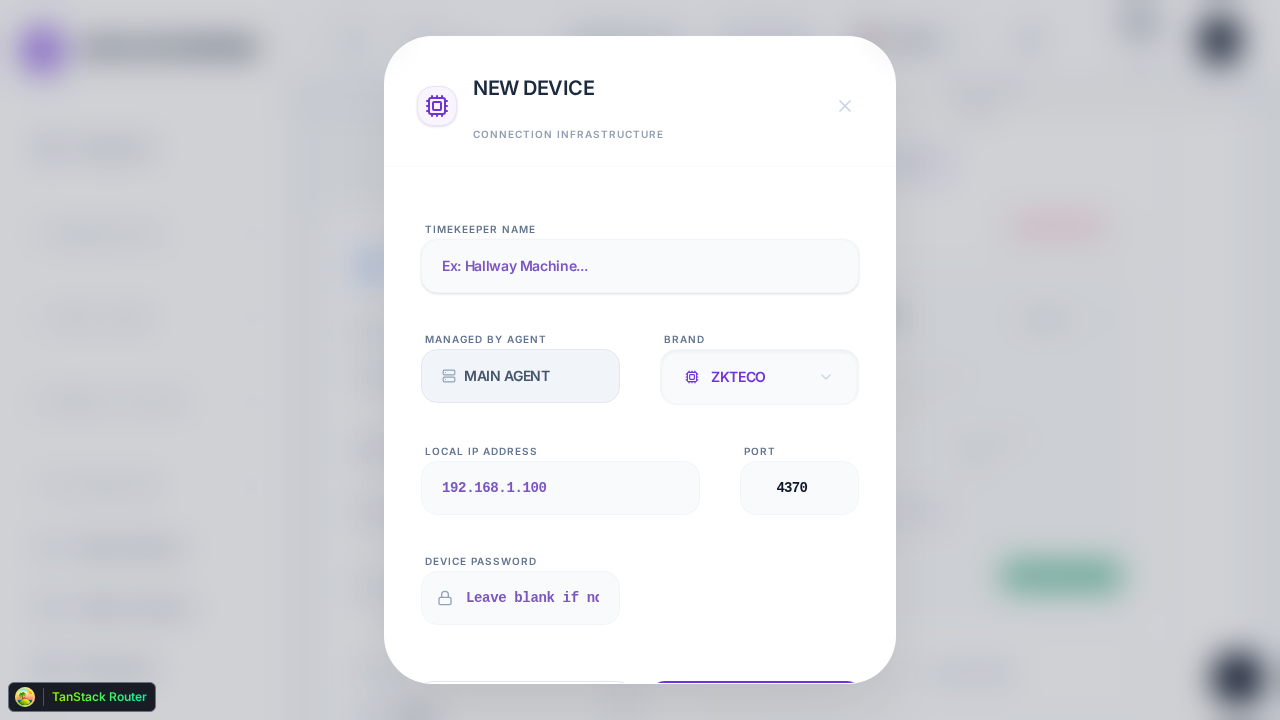 NEW DEVICE
CONNECTION INFRASTRUCTURE
TIMEKEEPER NAME
Ex: Hallway Machine...
MANAGED BY AGENT
BRAND
MAIN AGENT
ZKTECO
LOCAL IP ADDRESS
PORT
192.168.1.100
4370
DEVICE PASSWORD
Leave blank if no
TanStack Router